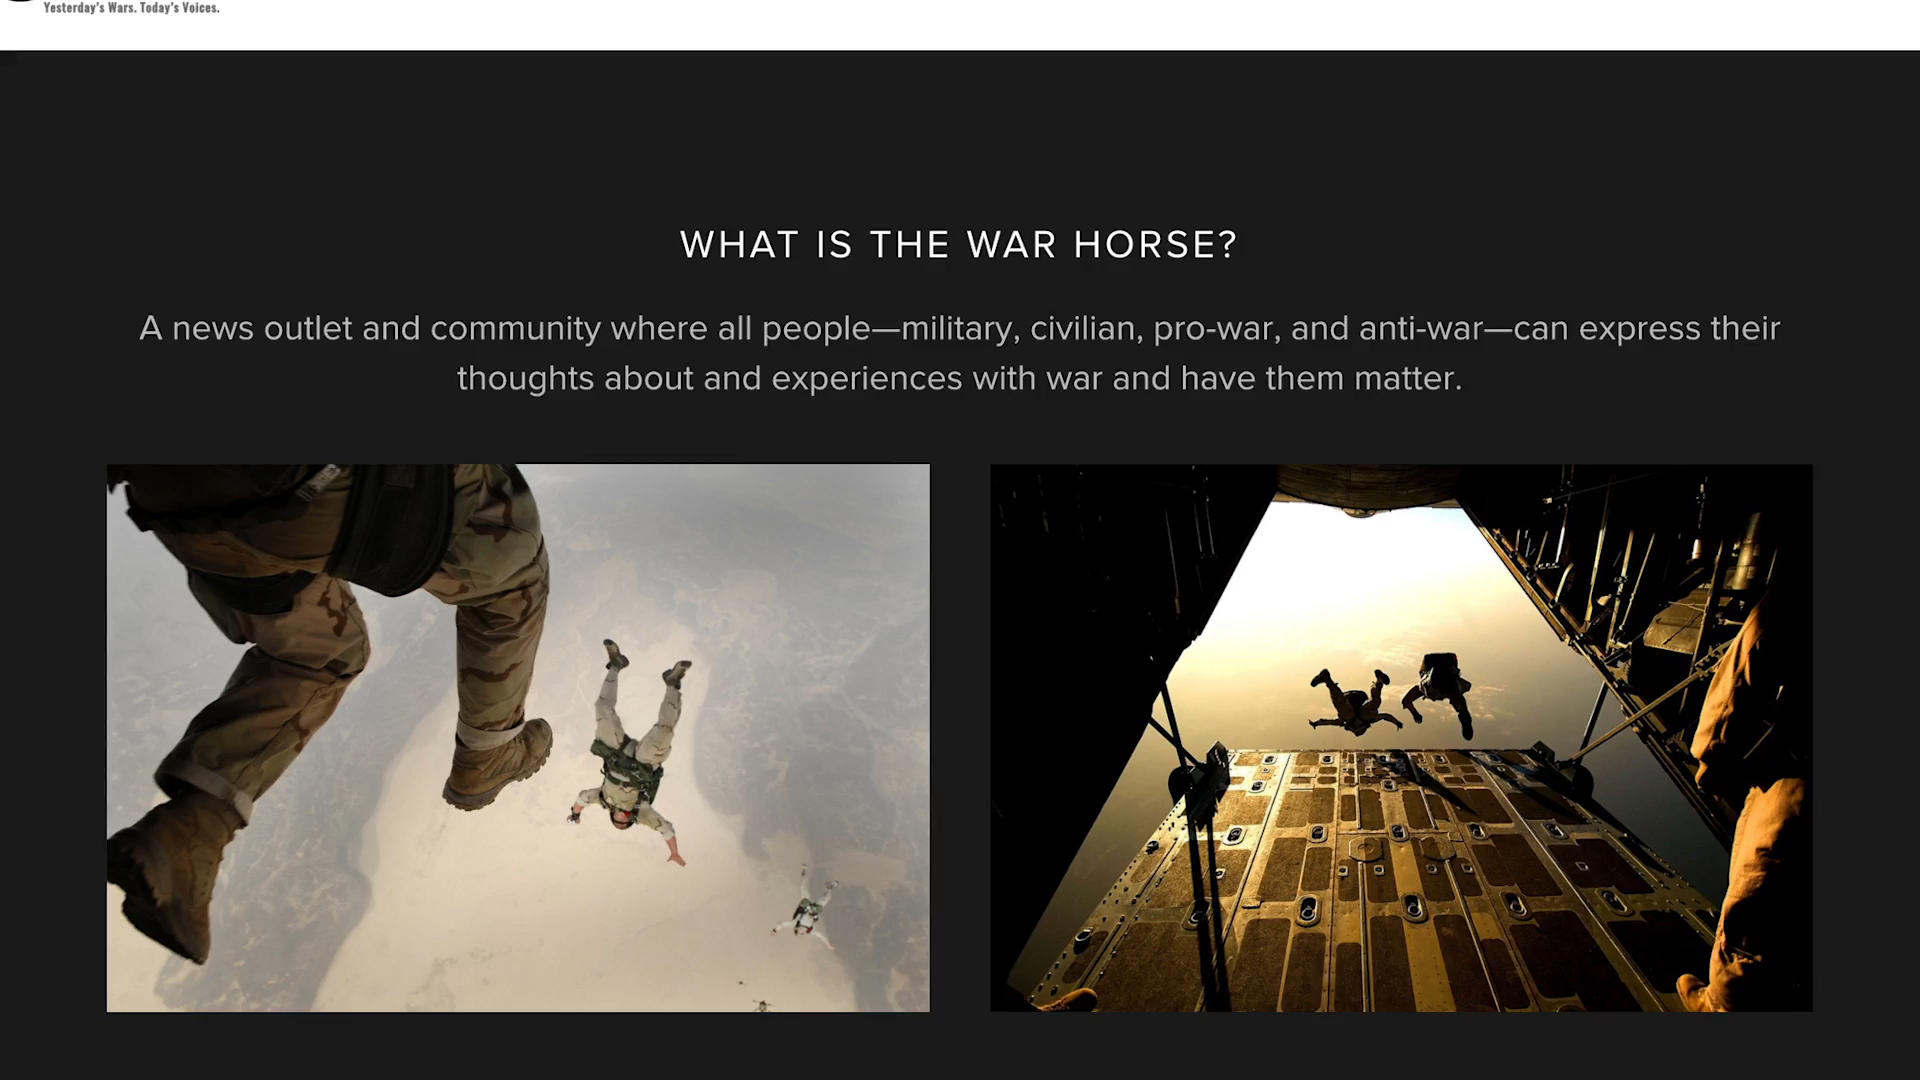 Yesterday's Wars. Today's Voices.
WHAT IS THE WAR HORSE?
A news outlet and community where all people—military, civilian, pro-war, and anti-war—can express their
thoughts about and experiences with war and have them matter.